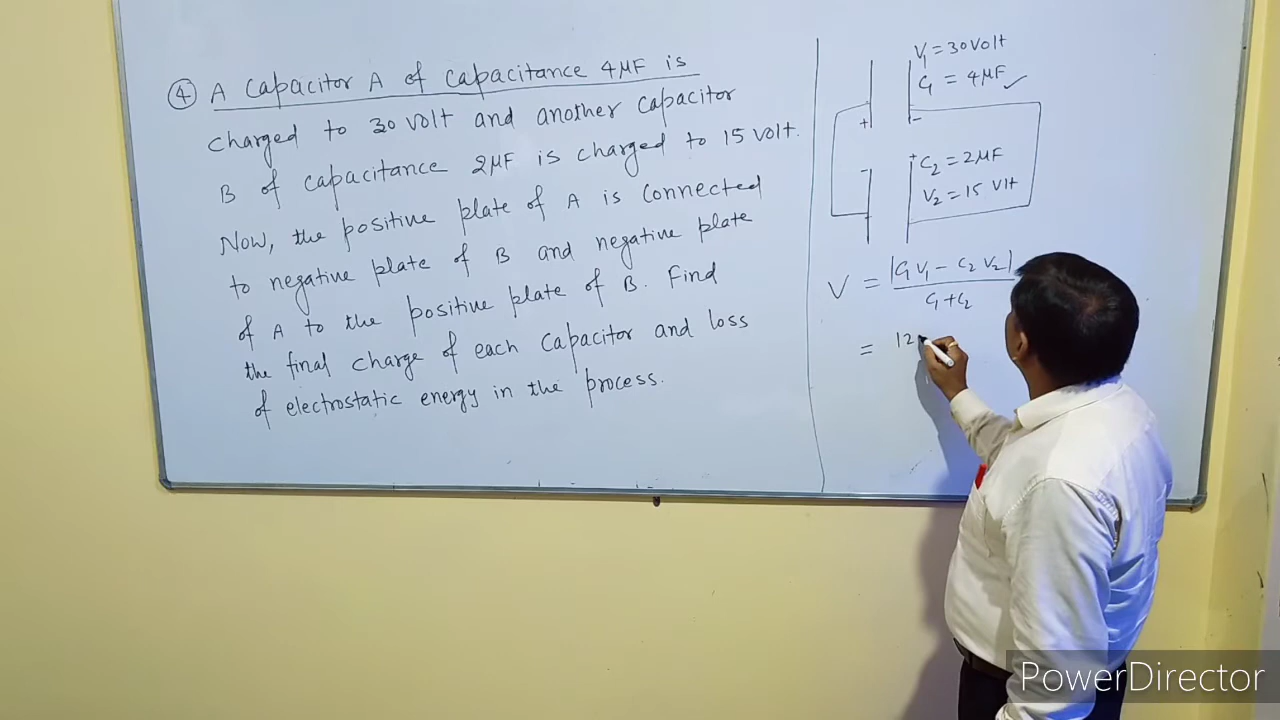 ④ A Capacitor A of Capacitance 4μF is
charged to 30 volt and another capacitor
B of capacitance 2μF is charged to 15 volt.
Now, the positive plate of A is connected
to negative plate of B and negative plate
of A to the positive plate of B. Find
the final charge of each Capacitor and loss
of electrostatic energy in the process.
V₁ = 30 Volt
C₁ = 4μF ✓
+ -
- + C₂ = 2μF
V₂ = 15 Vlt
V = |C₁V₁ - C₂V₂|
C₁+C₂
= 12
PowerDirector